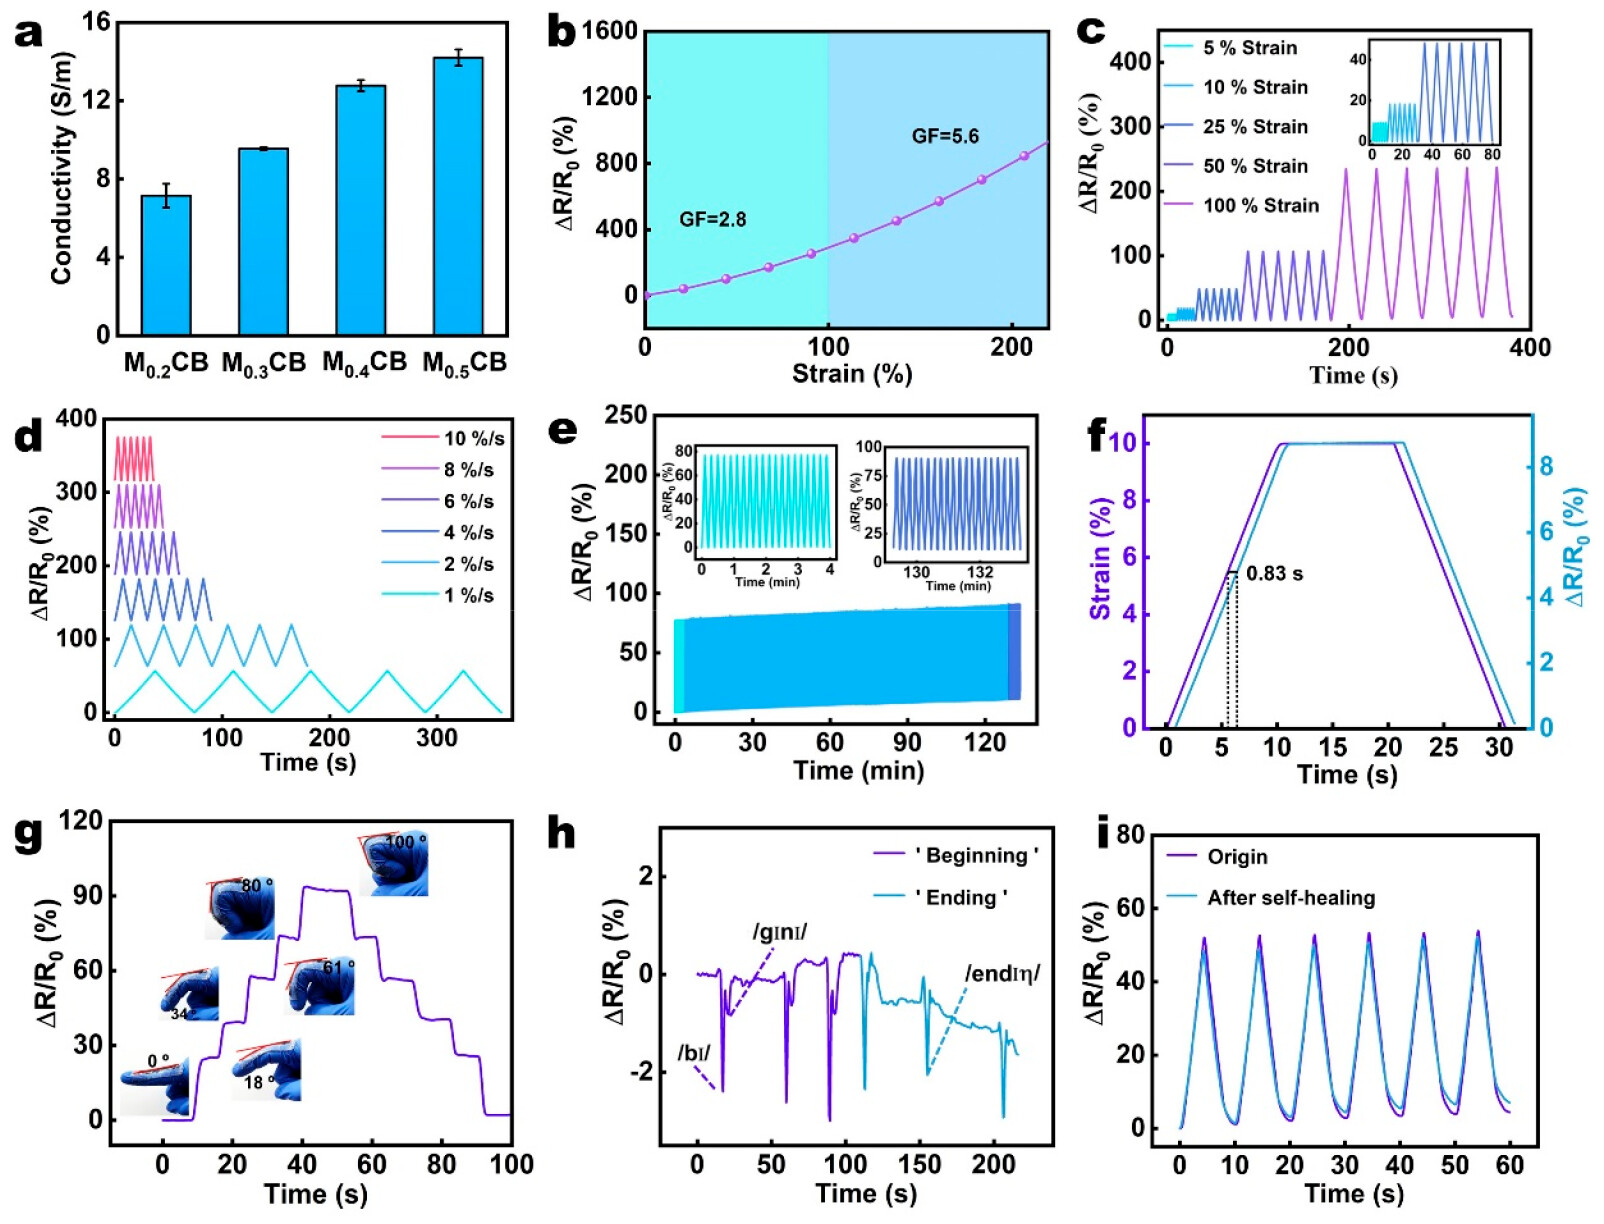 a
16
12
8
4
0
Conductivity (S/m)
M0.2CB M0.3CB M0.4CB M0.5CB
b
1600
1200
800
400
0
ΔR/R0 (%)
GF=2.8
GF=5.6
0 100 200
Strain (%)
c
400
300
200
100
0
ΔR/R0 (%)
5 % Strain
10 % Strain
25 % Strain
50 % Strain
100 % Strain
40
20
0
0 20 40 60 80
0 200 400
Time (s)
d
400
300
200
100
0
ΔR/R0 (%)
10 %/s
8 %/s
6 %/s
4 %/s
2 %/s
1 %/s
0 100 200 300
Time (s)
e
250
200
150
100
50
0
ΔR/R0 (%)
80
60
40
20
0
ΔR/R0 (%)
0 1 2 3 4
Time (min)
100
75
50
25
0
ΔR/R0 (%)
130 132
Time (min)
0 30 60 90 120
Time (min)
f
10
8
6
4
2
0
Strain (%)
0.83 s
8
6
4
2
0
ΔR/R0 (%)
0 5 10 15 20 25 30
Time (s)
g
120
90
60
30
0
ΔR/R0 (%)
100 °
80 °
61 °
34 °
0 °
18 °
0 20 40 60 80 100
Time (s)
h
2
0
-2
ΔR/R0 (%)
' Beginning '
' Ending '
/gɪnɪ/
/endɪη/
/bɪ/
0 50 100 150 200
Time (s)
i
80
60
40
20
0
ΔR/R0 (%)
Origin
After self-healing
0 10 20 30 40 50 60
Time (s)